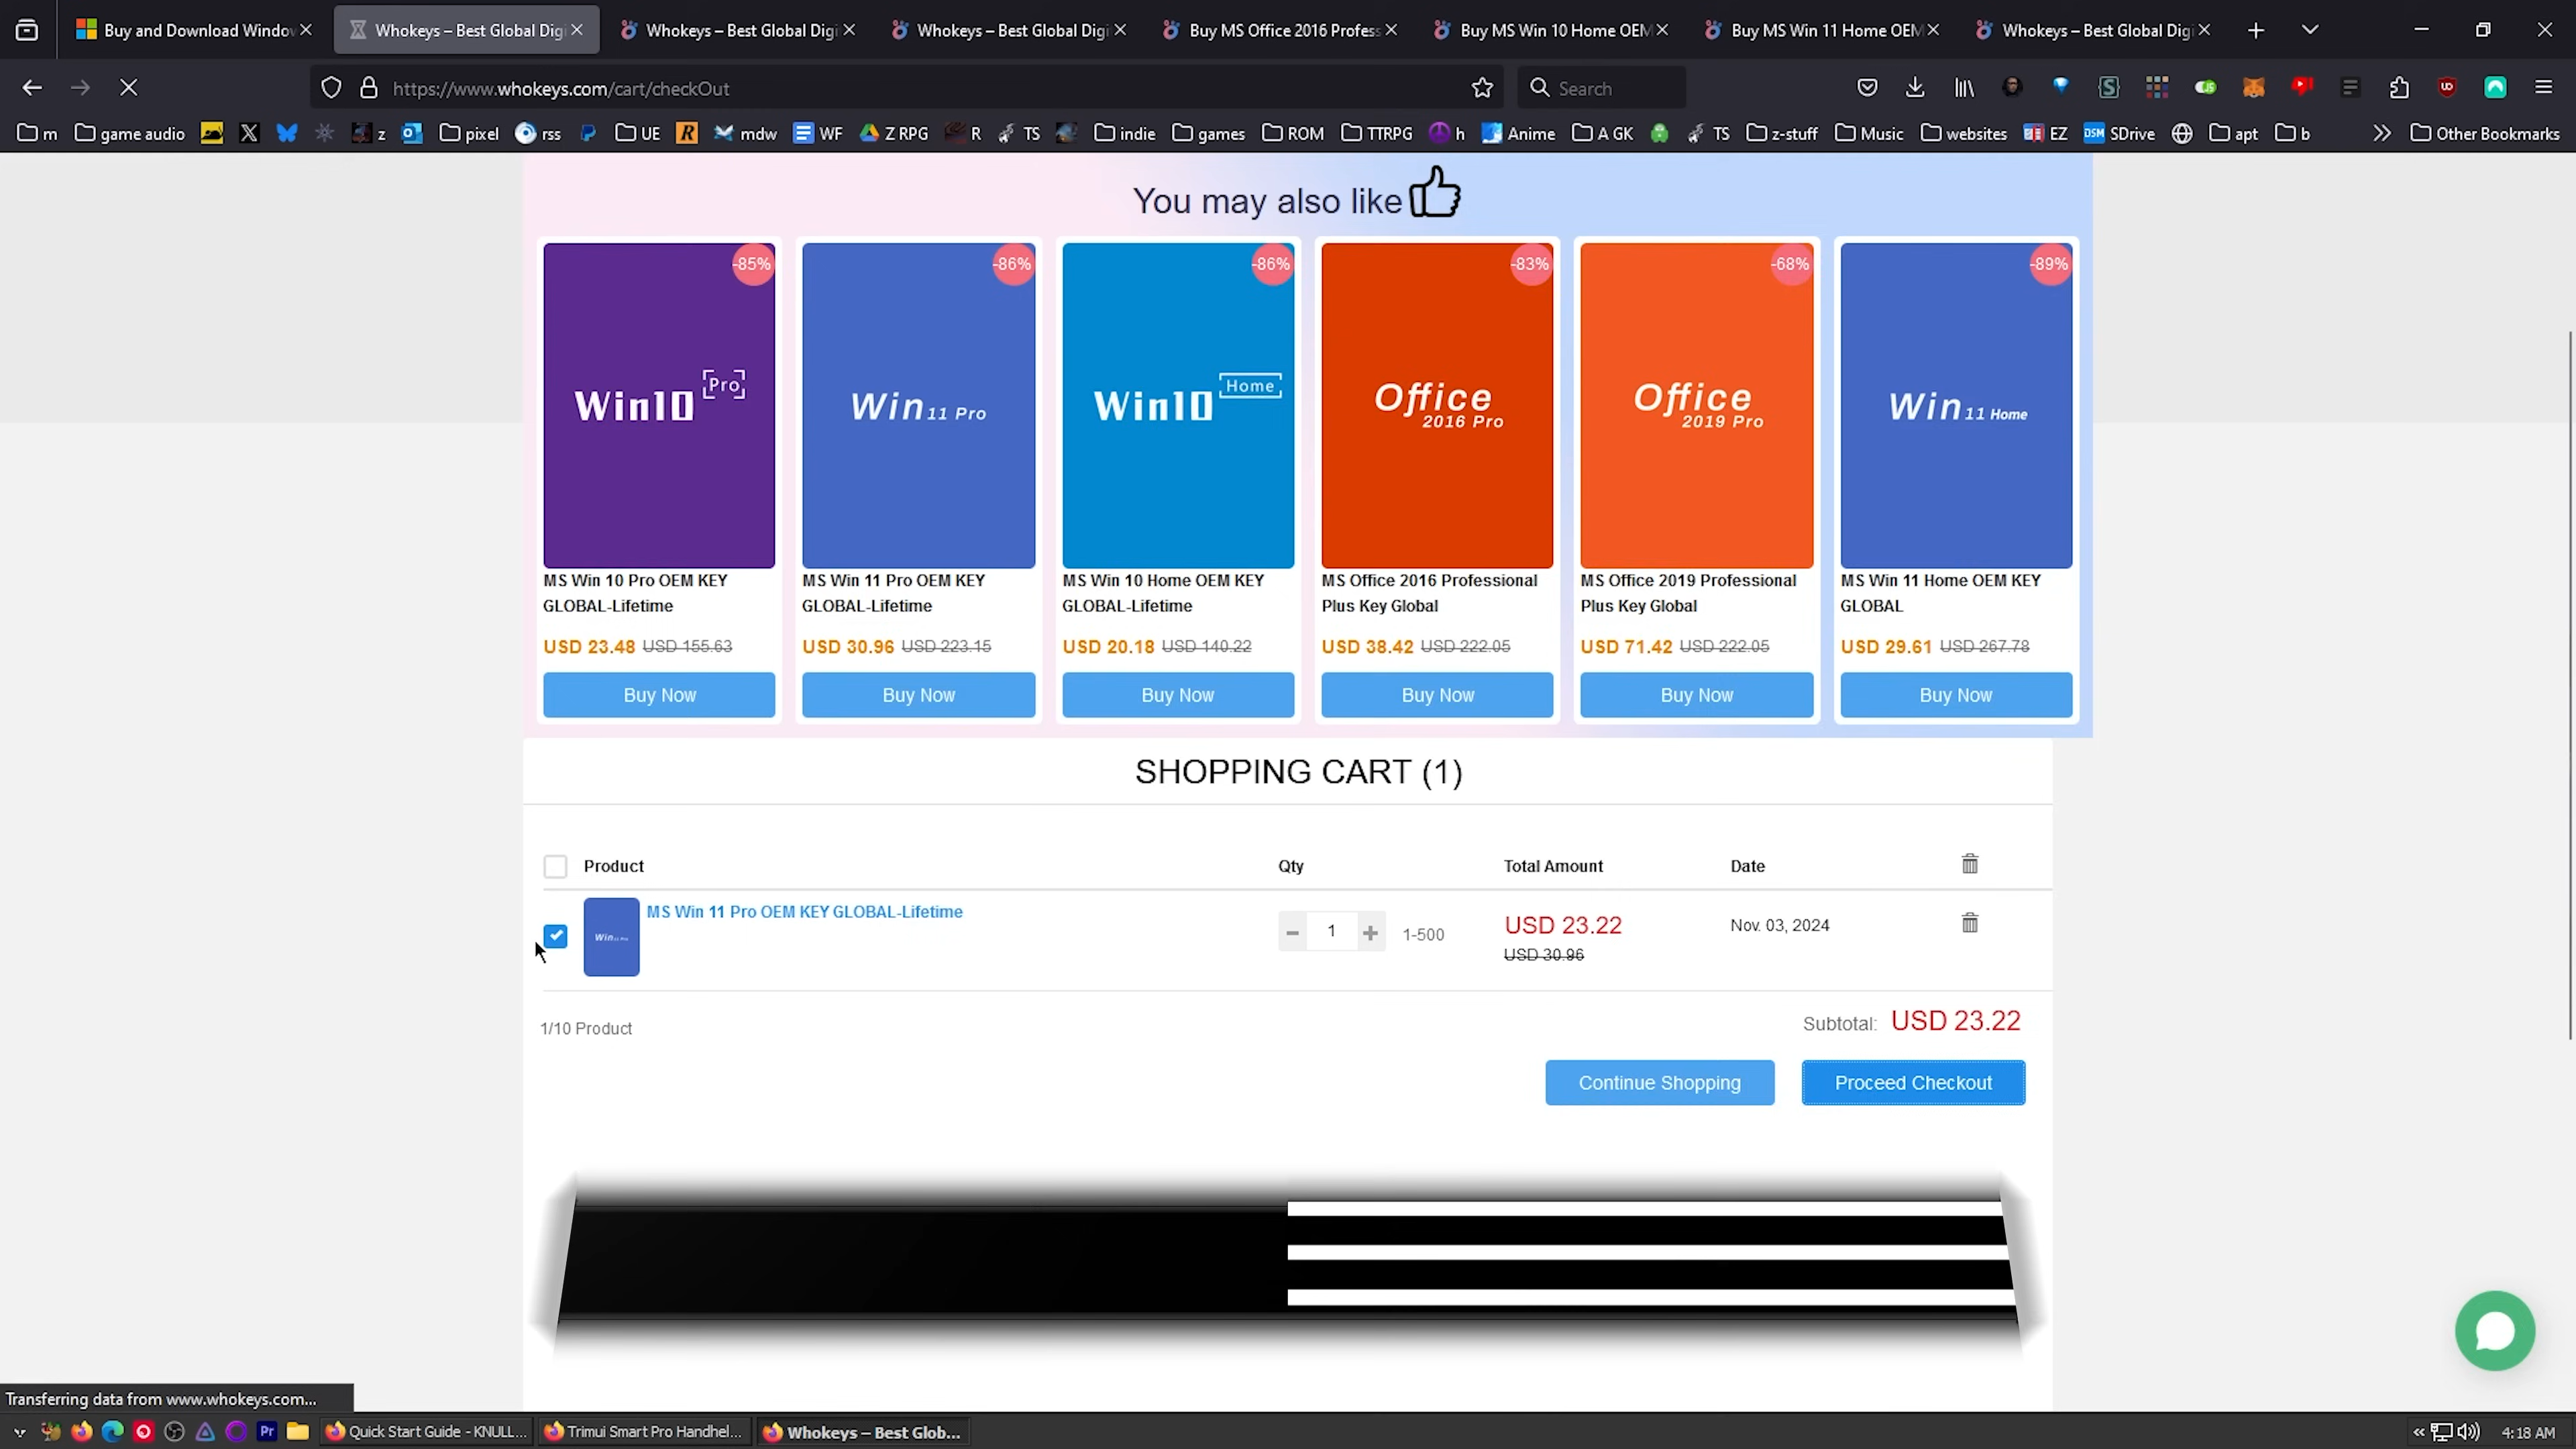 Buy and Download Window
Whokeys – Best Global Digi
Whokeys – Best Global Digi
Whokeys – Best Global Digi
Buy MS Office 2016 Profess
Buy MS Win 10 Home OEM
Buy MS Win 11 Home OEM
Whokeys – Best Global Digi
https://www.whokeys.com/cart/checkOut
Search
m
game audio
z
pixel
rss
UE
mdw
WF
Z RPG
R
TS
indie
games
ROM
TTRPG
h
Anime
A GK
TS
z-stuff
Music
websites
EZ
DSM SDrive
apt
b
Other Bookmarks
You may also like
-85%
-86%
-86%
-83%
-68%
-89%
Win10 Pro
Win 11 Pro
Win10 Home
Office
2016 Pro
Office
2019 Pro
Win 11 Home
MS Win 10 Pro OEM KEY
GLOBAL-Lifetime
USD 23.48 USD 155.63
Buy Now
MS Win 11 Pro OEM KEY
GLOBAL-Lifetime
USD 30.96 USD 223.15
Buy Now
MS Win 10 Home OEM KEY
GLOBAL-Lifetime
USD 20.18 USD 140.22
Buy Now
MS Office 2016 Professional
Plus Key Global
USD 38.42 USD 222.05
Buy Now
MS Office 2019 Professional
Plus Key Global
USD 71.42 USD 222.05
Buy Now
MS Win 11 Home OEM KEY
GLOBAL
USD 29.61 USD 267.78
Buy Now
SHOPPING CART (1)
Product Qty Total Amount Date
Win 11 Pro
MS Win 11 Pro OEM KEY GLOBAL-Lifetime
− 1 + 1-500
USD 23.22
USD 30.96
Nov. 03, 2024
1/10 Product
Subtotal: USD 23.22
Continue Shopping
Proceed Checkout
Transferring data from www.whokeys.com...
Pr
Quick Start Guide - KNULL...
Trimui Smart Pro Handhel...
Whokeys – Best Glob...
4:18 AM